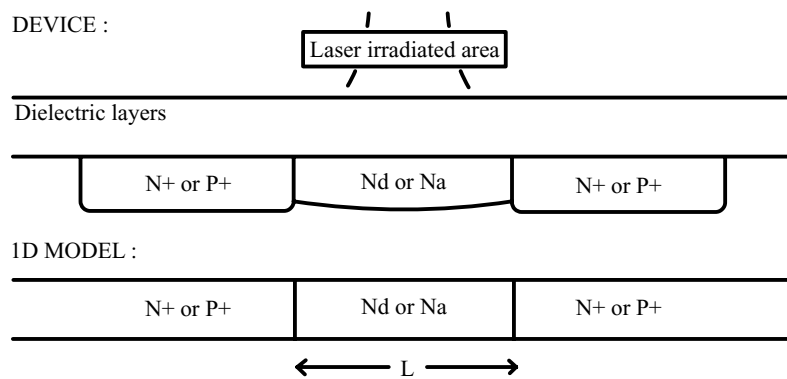 DEVICE :
Laser irradiated area
Dielectric layers
N+ or P+ Nd or Na N+ or P+
1D MODEL :
N+ or P+ Nd or Na N+ or P+
L